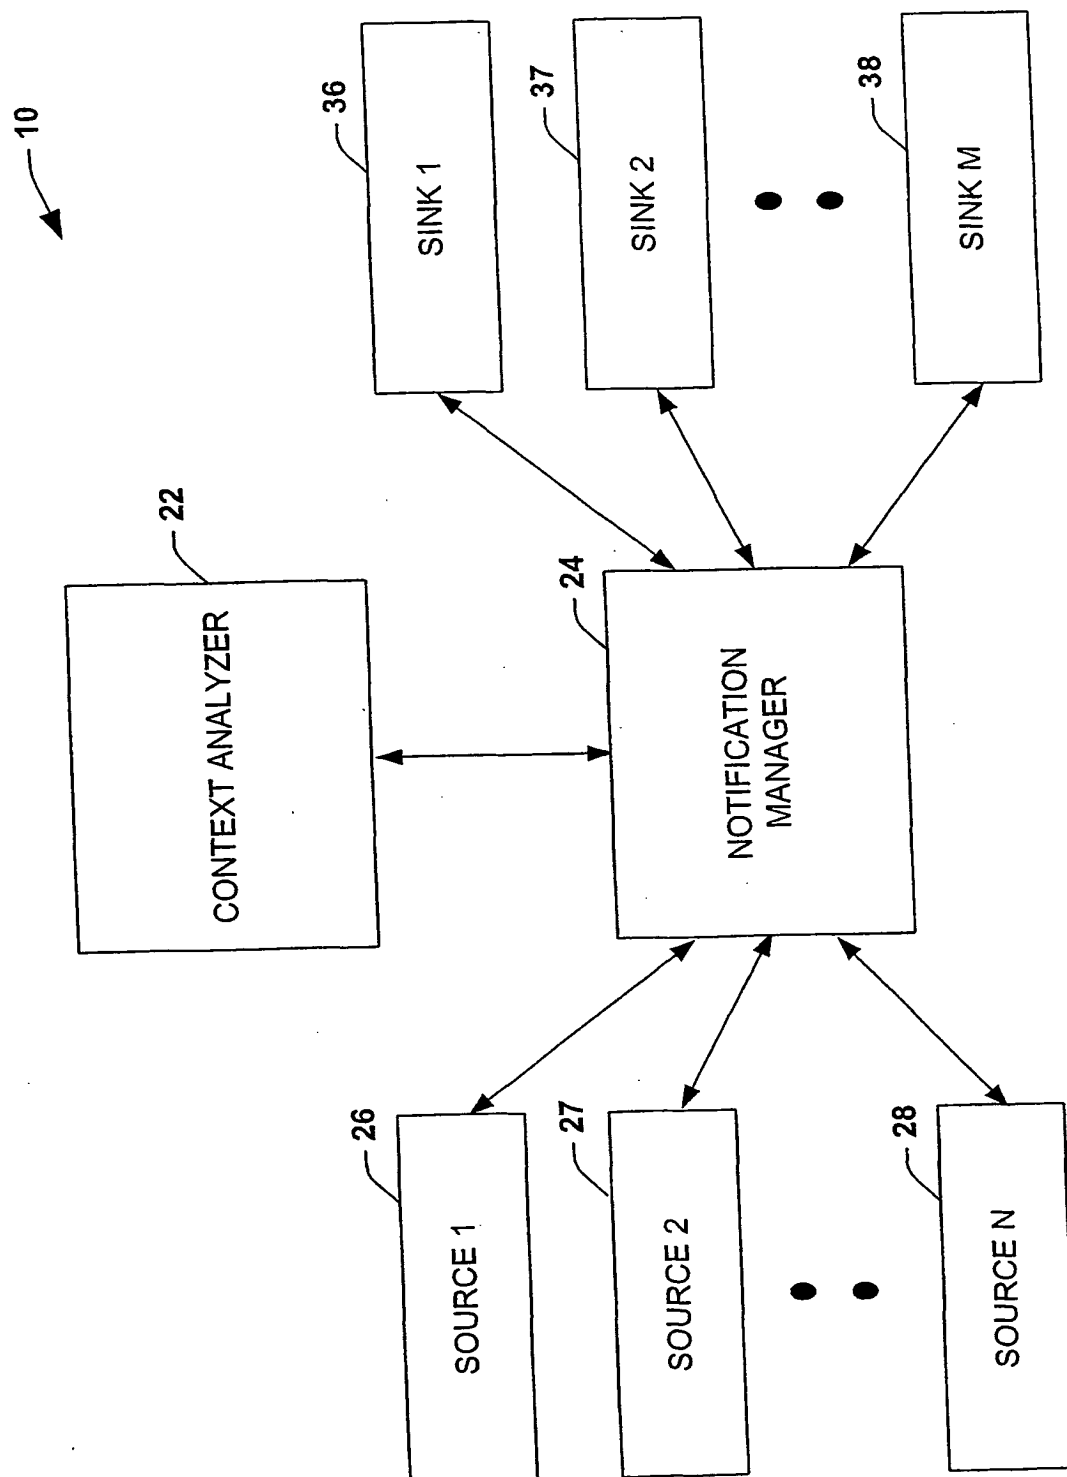 10
CONTEXT ANALYZER
22
NOTIFICATION
MANAGER
24
SOURCE 1
26
SOURCE 2
27
SOURCE N
28
SINK 1
36
SINK 2
37
SINK M
38